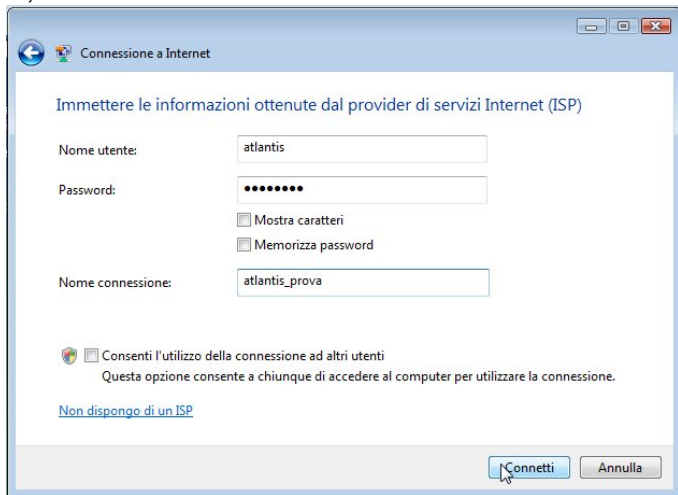 Connessione a Internet
Immettere le informazioni ottenute dal provider di servizi Internet (ISP)
Nome utente: atlantis
Password: ••••••••
Mostra caratteri
Memorizza password
Nome connessione: atlantis_prova
Consenti l'utilizzo della connessione ad altri utenti
Questa opzione consente a chiunque di accedere al computer per utilizzare la connessione.
Non dispongo di un ISP
Connetti Annulla